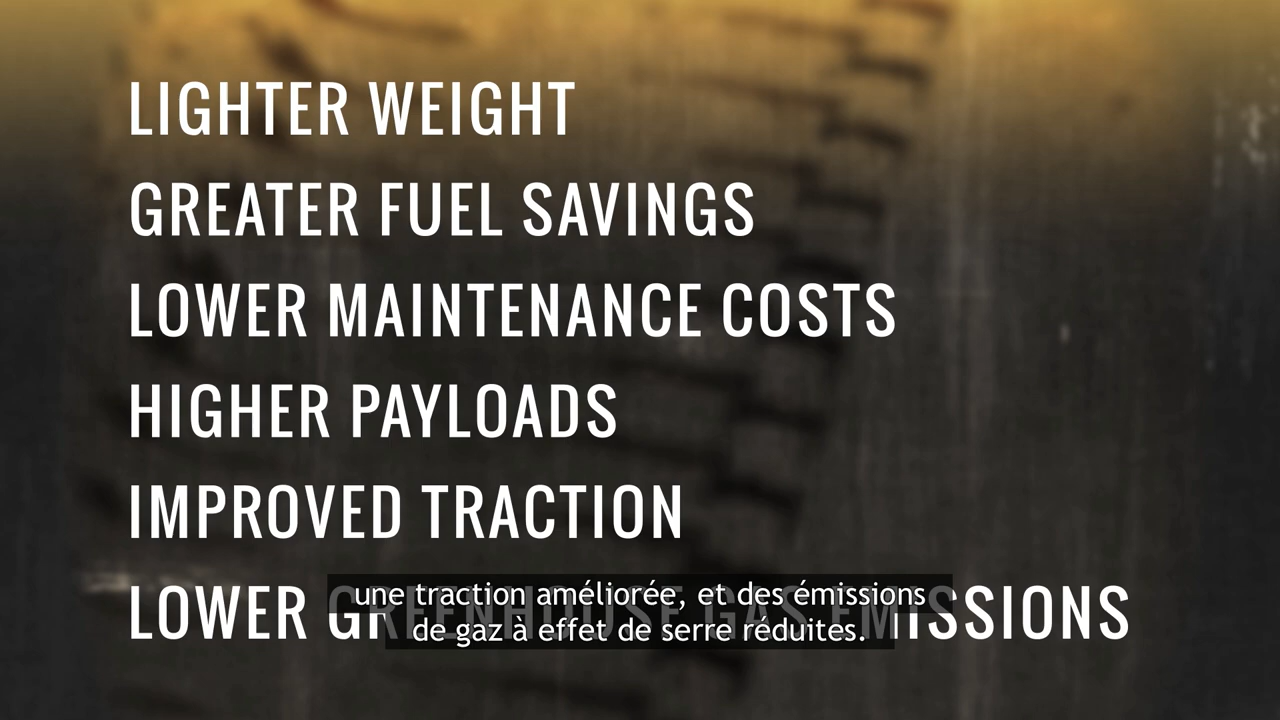 LIGHTER WEIGHT
GREATER FUEL SAVINGS
LOWER MAINTENANCE COSTS
HIGHER PAYLOADS
IMPROVED TRACTION
LOWER GREENHOUSE GAS EMISSIONS
une traction améliorée, et des émissions
de gaz à effet de serre réduites.